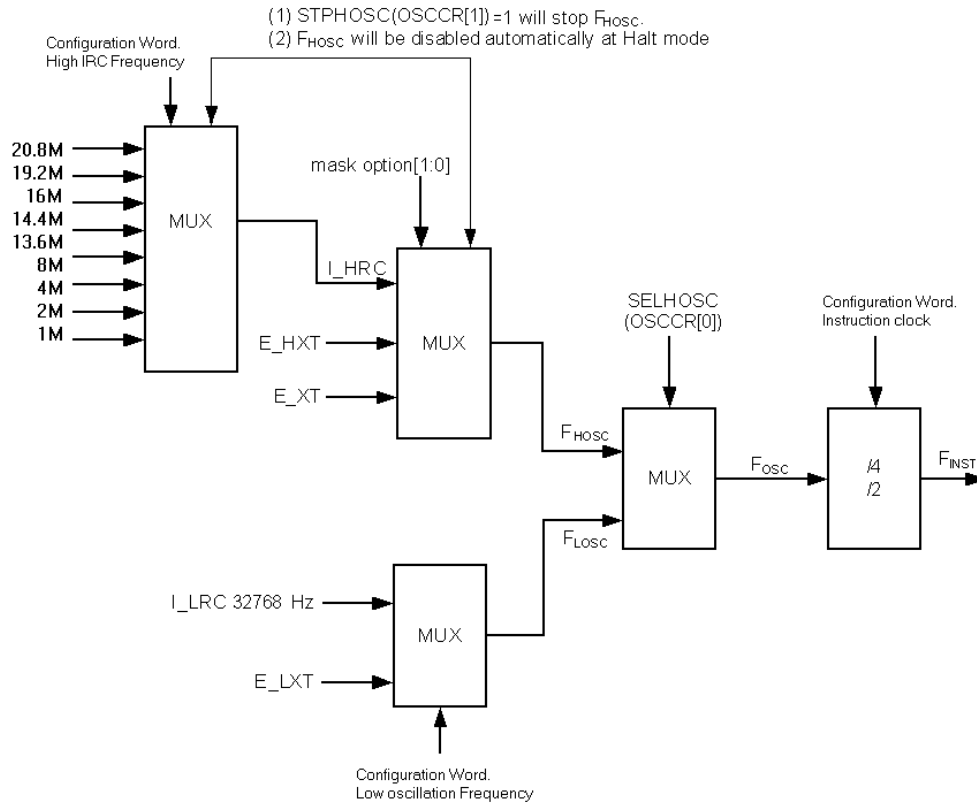 (1) STPHOSC(OSCCR[1])=1 will stop FHOSC.
(2) FHOSC will be disabled automatically at Halt mode
Configuration Word.
High IRC Frequency
20.8M
19.2M
16M
14.4M
13.6M
8M
4M
2M
1M
MUX
mask option[1:0]
I_HRC
E_HXT
E_XT
MUX
FHOSC
SELHOSC
(OSCCR[0])
MUX
FOSC
Configuration Word.
Instruction clock
/4
/2
FINST
FLOSC
I_LRC 32768 Hz
E_LXT
MUX
Configuration Word.
Low oscillation Frequency